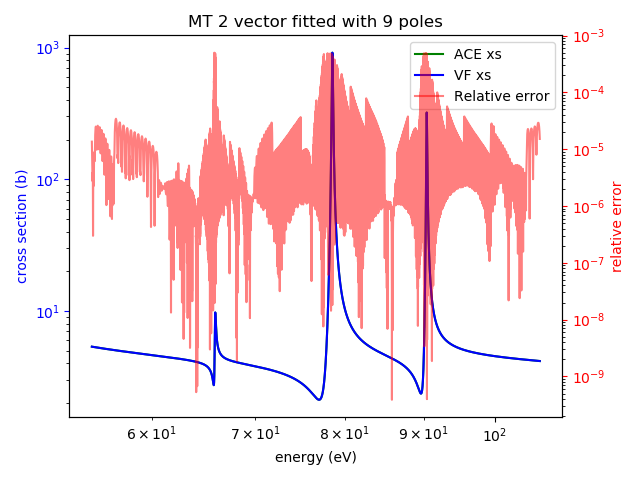 MT 2 vector fitted with 9 poles
ACE xs
VF xs
Relative error
cross section (b)
10³
10²
10¹
relative error
10⁻³
10⁻⁴
10⁻⁵
10⁻⁶
10⁻⁷
10⁻⁸
10⁻⁹
6 × 10¹ 7 × 10¹ 8 × 10¹ 9 × 10¹ 10²
energy (eV)